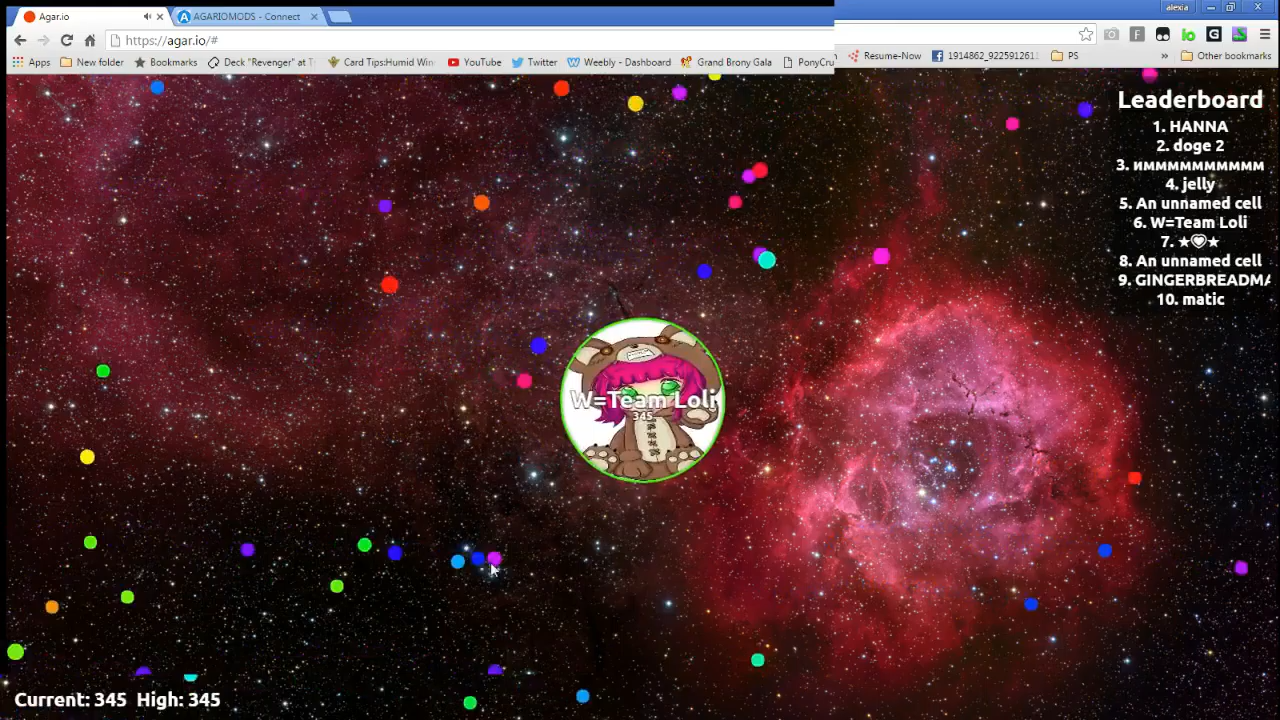 Agar.io
AGARIOMODS - Connect
alexia
https://agar.io/#
Apps
New folder
Bookmarks
Deck "Revenger" at T
Card Tips:Humid Win
YouTube
Twitter
Weebly - Dashboard
Grand Brony Gala
PonyCru
Resume-Now
1914862_9225912611
PS
»
Other bookmarks
Leaderboard
1. HANNA
2. doge 2
3. иммммммммммм
4. jelly
5. An unnamed cell
6. W=Team Loli
7. ★♥★
8. An unnamed cell
9. GINGERBREADMA
10. matic
W=Team Loli
345
Current: 345 High: 345